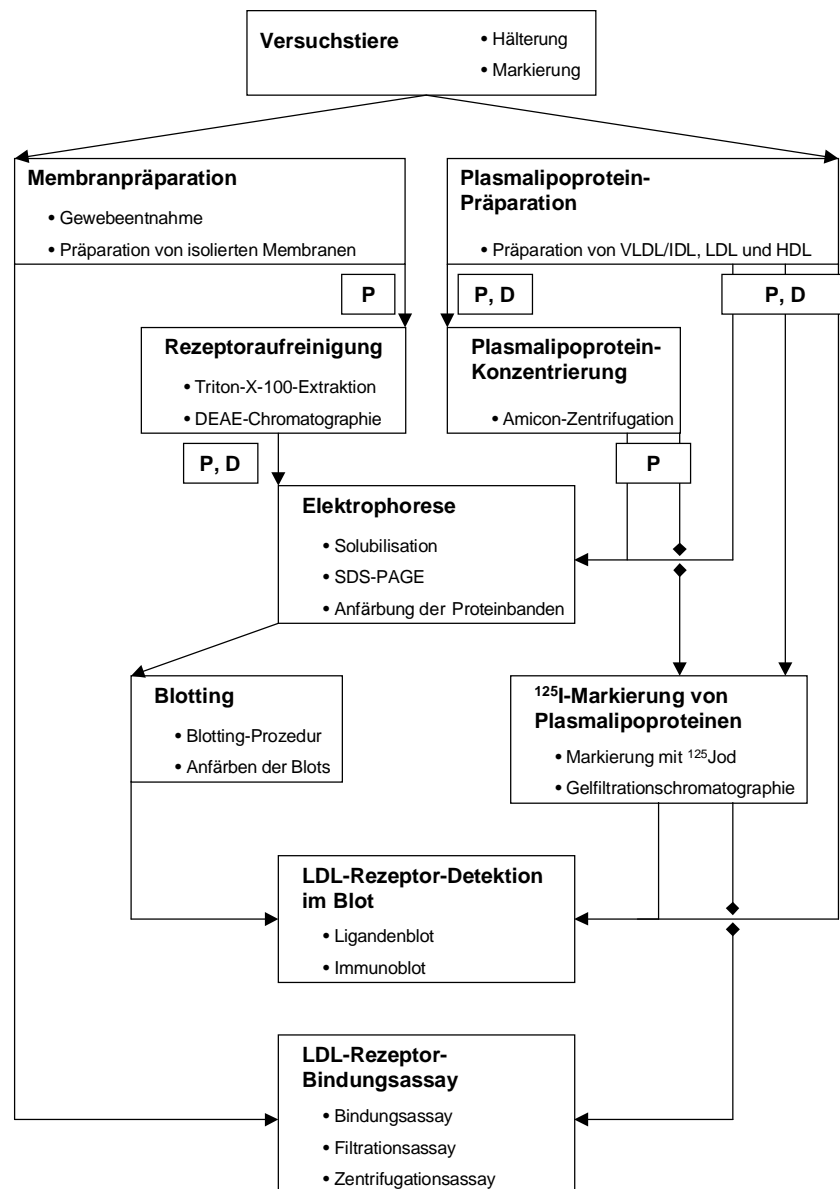 Versuchstiere
• Hälterung
• Markierung
Membranpräparation
• Gewebeentnahme
• Präparation von isolierten Membranen
Plasmalipoprotein-
Präparation
• Präparation von VLDL/IDL, LDL und HDL
P
P, D
P, D
Rezeptoraufreinigung
• Triton-X-100-Extraktion
• DEAE-Chromatographie
Plasmalipoprotein-
Konzentrierung
• Amicon-Zentrifugation
P, D
P
Elektrophorese
• Solubilisation
• SDS-PAGE
• Anfärbung der Proteinbanden
Blotting
• Blotting-Prozedur
• Anfärben der Blots
¹²⁵I-Markierung von
Plasmalipoproteinen
• Markierung mit ¹²⁵Jod
• Gelfiltrationschromatographie
LDL-Rezeptor-Detektion
im Blot
• Ligandenblot
• Immunoblot
LDL-Rezeptor-
Bindungsassay
• Bindungsassay
• Filtrationsassay
• Zentrifugationsassay